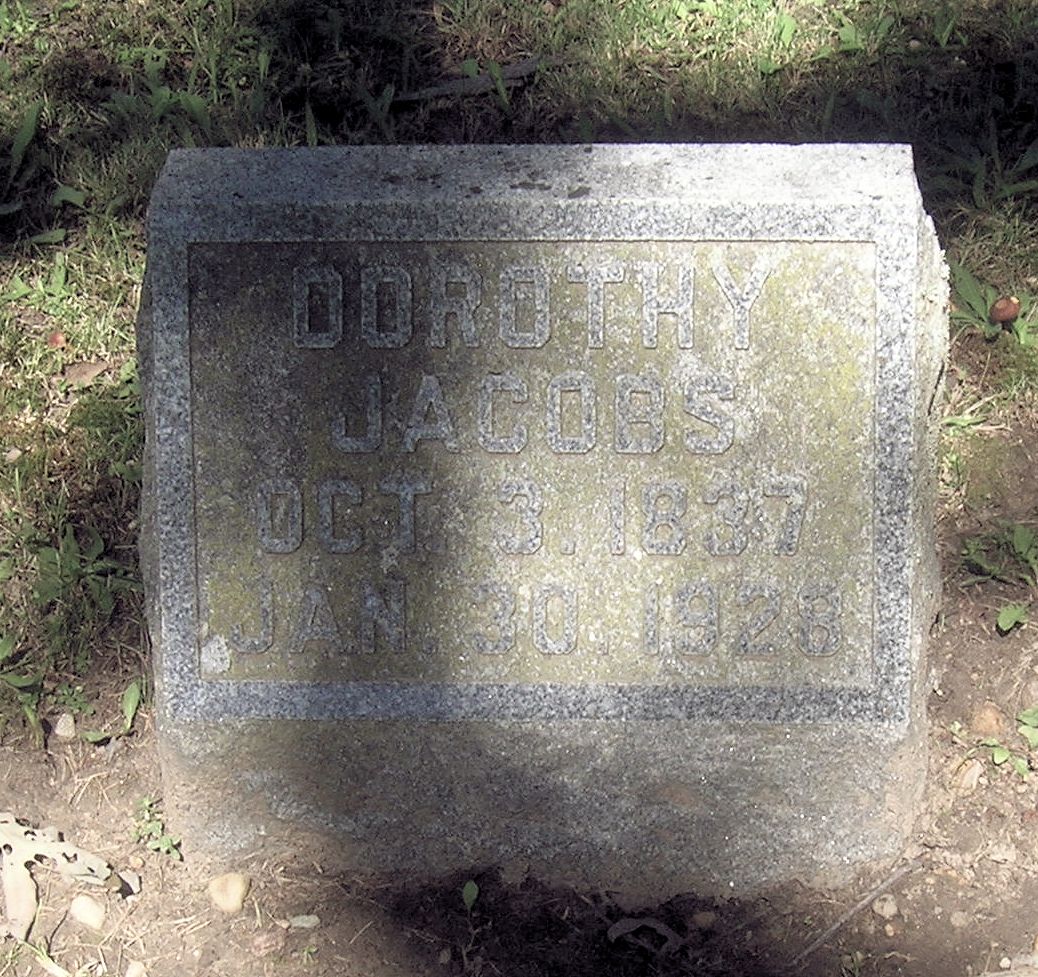 DOROTHY
JACOBS
OCT. 3. 1837
JAN. 30. 1928